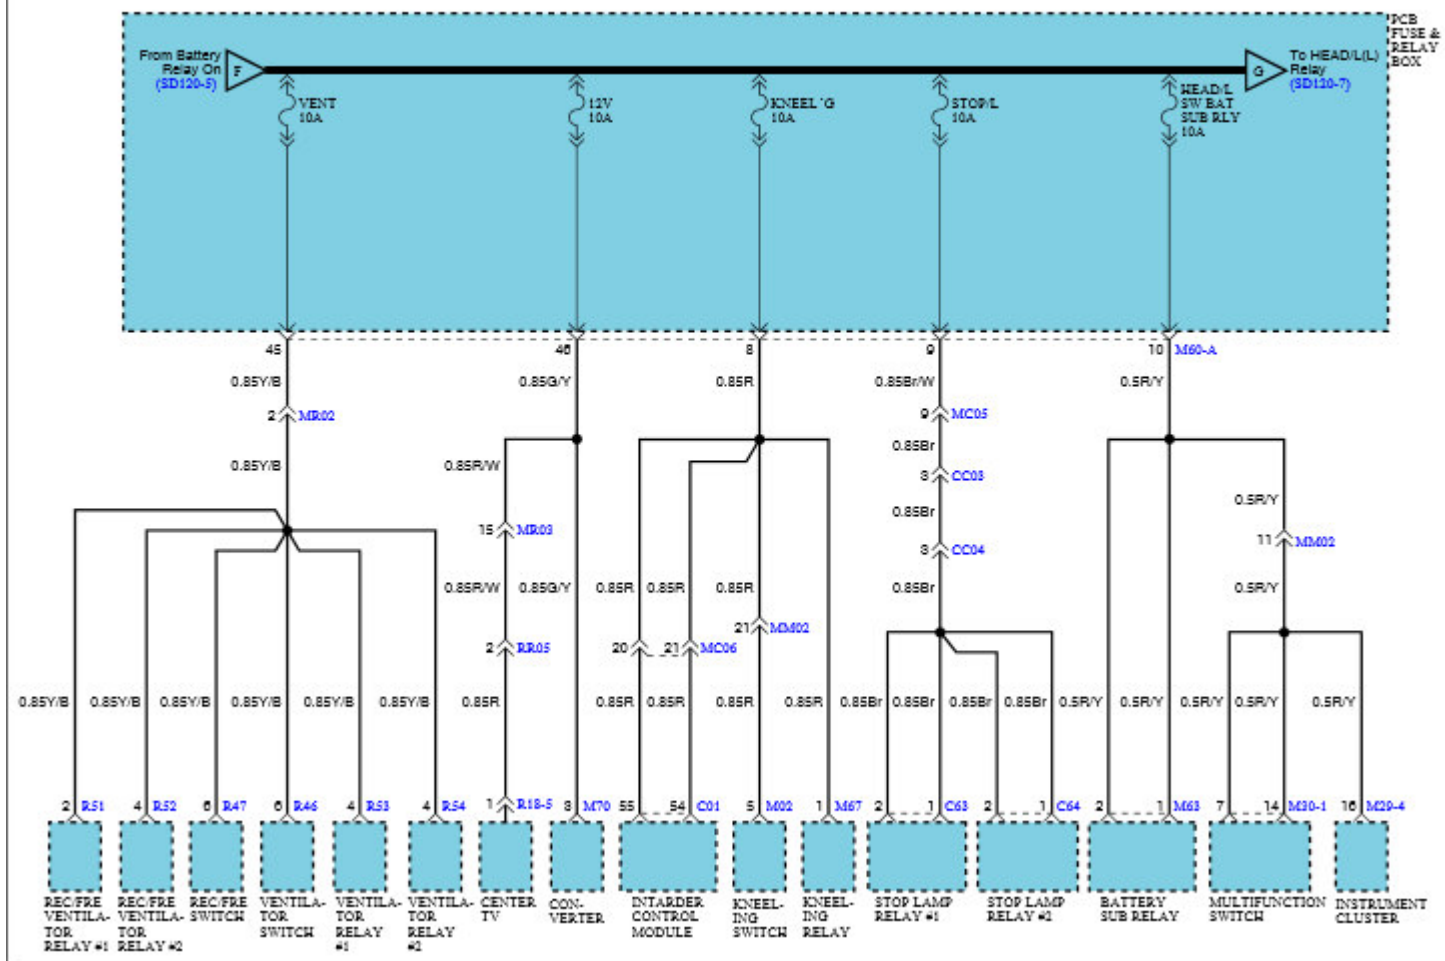 PCB
FUSE &
RELAY
BOX
From Battery
Relay On
(SD120-5)
F
G
To HEAD/L(L)
Relay
(SD120-7)
VENT
10A
12V
10A
KNEEL 'G
10A
STOP/L
10A
HEAD/L
SW BAT
SUB RLY
10A
45
46
8
9
10
M60-A
0.85Y/B
0.85G/Y
0.85R
0.85Br/W
0.5R/Y
2
MR02
9
MC05
0.85Y/B
0.85R/W
0.85Br
3
CC03
0.5R/Y
0.85Br
15
MR03
11
MM02
3
CC04
0.85R/W
0.85G/Y
0.85R
0.85R
0.85R
0.85Br
0.5R/Y
21
MM02
2
RR05
20
21
MC06
0.85Y/B
0.85Y/B
0.85Y/B
0.85Y/B
0.85Y/B
0.85Y/B
0.85R
0.85R
0.85R
0.85R
0.85R
0.85Br
0.85Br
0.85Br
0.85Br
0.5R/Y
0.5R/Y
0.5R/Y
0.5R/Y
0.5R/Y
2
R51
4
R52
6
R47
6
R46
4
R53
4
R54
1
R18-5
3
M70
55
54
C01
5
M02
1
M67
2
1
C63
2
1
C64
2
1
M63
7
14
M30-1
16
M29-4
REC/FRE
VENTILA-
TOR
RELAY #1
REC/FRE
VENTILA-
TOR
RELAY #2
REC/FRE
SWITCH
VENTILA-
TOR
SWITCH
VENTILA-
TOR
RELAY
#1
VENTILA-
TOR
RELAY
#2
CENTER
TV
CON-
VERTER
INTARDER
CONTROL
MODULE
KNEEL-
ING
SWITCH
KNEEL-
ING
RELAY
STOP LAMP
RELAY #1
STOP LAMP
RELAY #2
BATTERY
SUB RELAY
MULTIFUNCTION
SWITCH
INSTRUMENT
CLUSTER